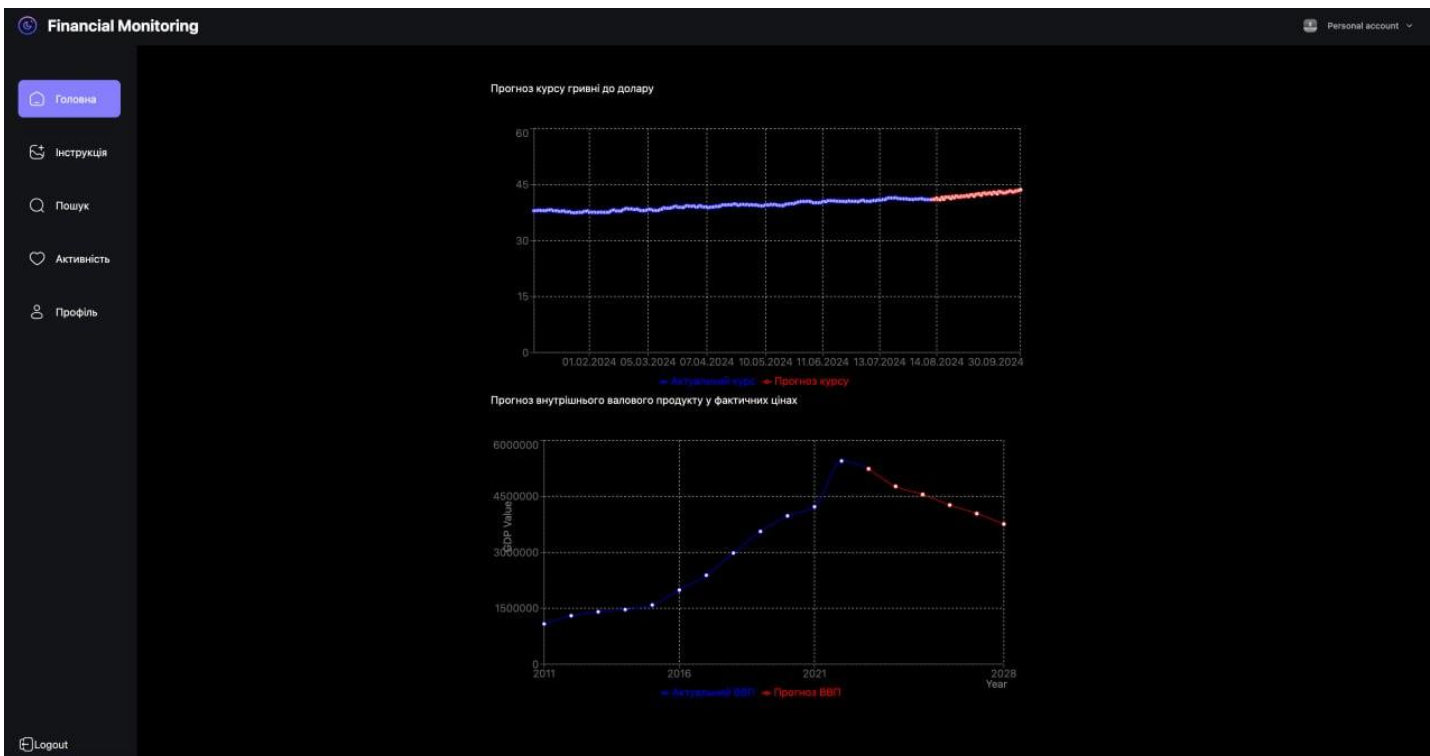 Financial Monitoring
Personal account
Головна
Інструкція
Пошук
Активність
Профіль
Logout
Прогноз курсу гривні до долару
60
45
30
15
0
01.02.2024 05.03.2024 07.04.2024 10.05.2024 11.06.2024 13.07.2024 14.08.2024 30.09.2024
Актуальний курс Прогноз курсу
Прогноз внутрішнього валового продукту у фактичних цінах
6000000
4500000
GDP Value
3000000
1500000
0
2011 2016 2021 2028
Year
Актуальний ВВП Прогноз ВВП